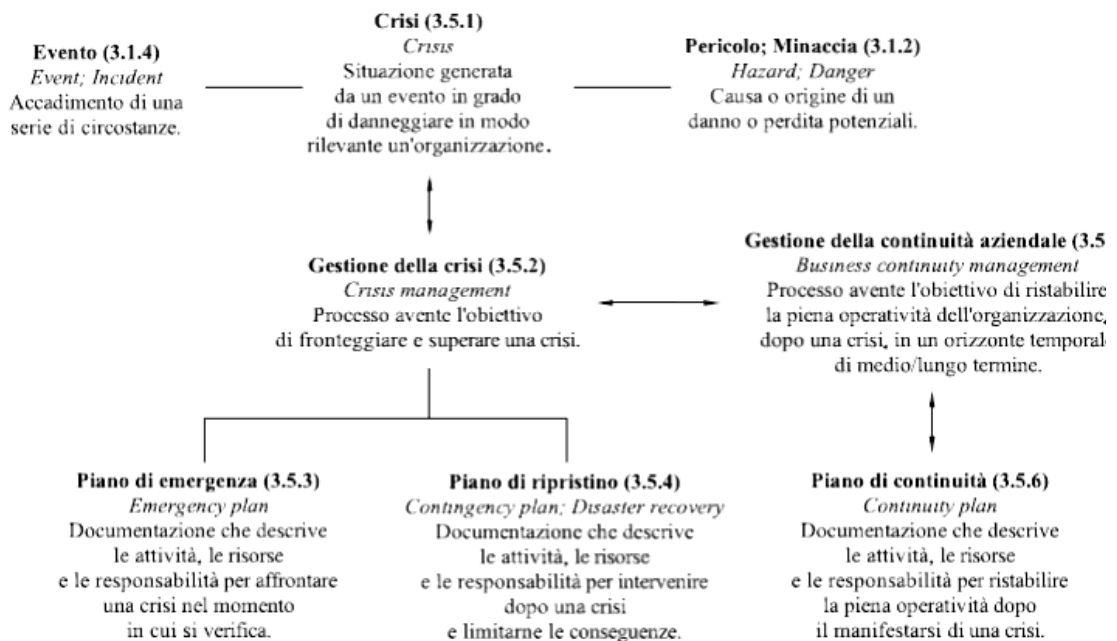 Crisi (3.5.1)
Crisis
Situazione generata
da un evento in grado
di danneggiare in modo
rilevante un'organizzazione.
Evento (3.1.4)
Event; Incident
Accadimento di una
serie di circostanze.
Pericolo; Minaccia (3.1.2)
Hazard; Danger
Causa o origine di un
danno o perdita potenziali.
Gestione della crisi (3.5.2)
Crisis management
Processo avente l'obiettivo
di fronteggiare e superare una crisi.
Gestione della continuità aziendale (3.5
Business continuity management
Processo avente l'obiettivo di ristabilire
la piena operatività dell'organizzazione,
dopo una crisi, in un orizzonte temporal
di medio/lungo termine.
Piano di emergenza (3.5.3)
Emergency plan
Documentazione che descrive
le attività, le risorse
e le responsabilità per affrontare
una crisi nel momento
in cui si verifica.
Piano di ripristino (3.5.4)
Contingency plan; Disaster recovery
Documentazione che descrive
le attività, le risorse
e le responsabilità per intervenire
dopo una crisi
e limitarne le conseguenze.
Piano di continuità (3.5.6)
Continuity plan
Documentazione che descrive
le attività, le risorse
e le responsabilità per ristabilire
la piena operatività dopo
il manifestarsi di una crisi.